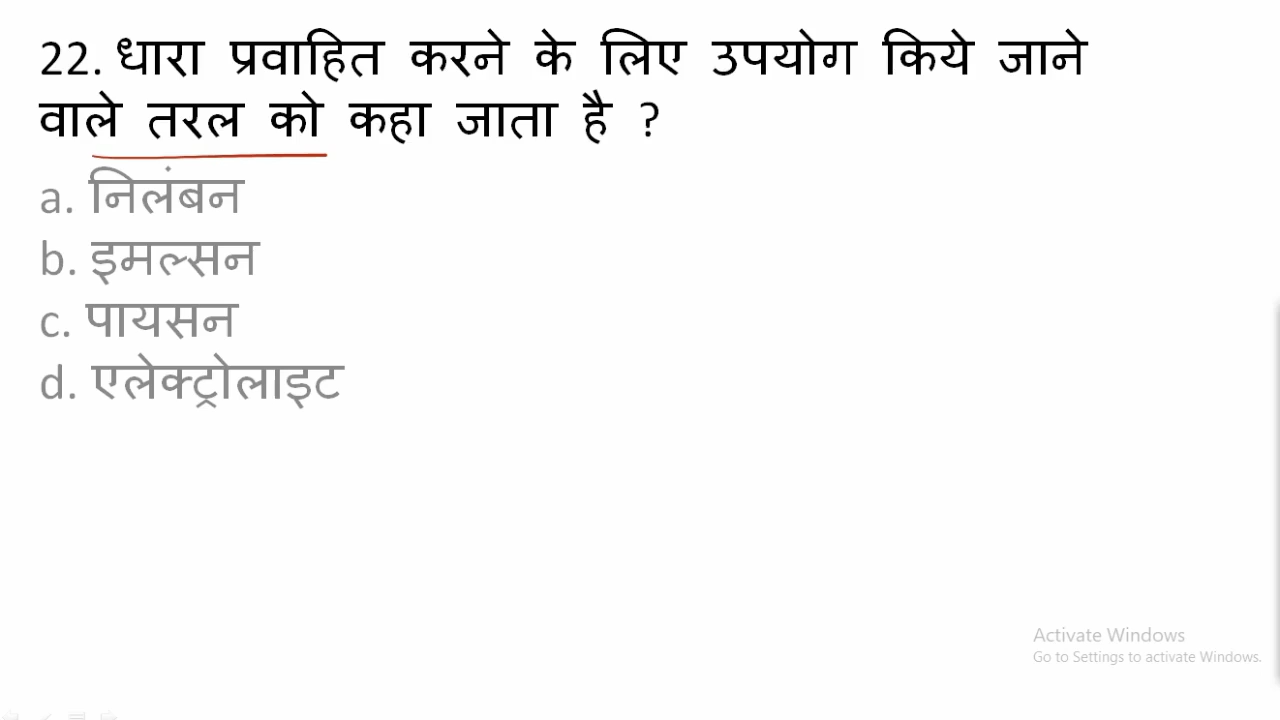 22. धारा प्रवाहित करने के लिए उपयोग किये जाने
वाले तरल को कहा जाता है ?
a. निलंबन
b. इमल्सन
c. पायसन
d. एलेक्ट्रोलाइट
Activate Windows
Go to Settings to activate Windows.